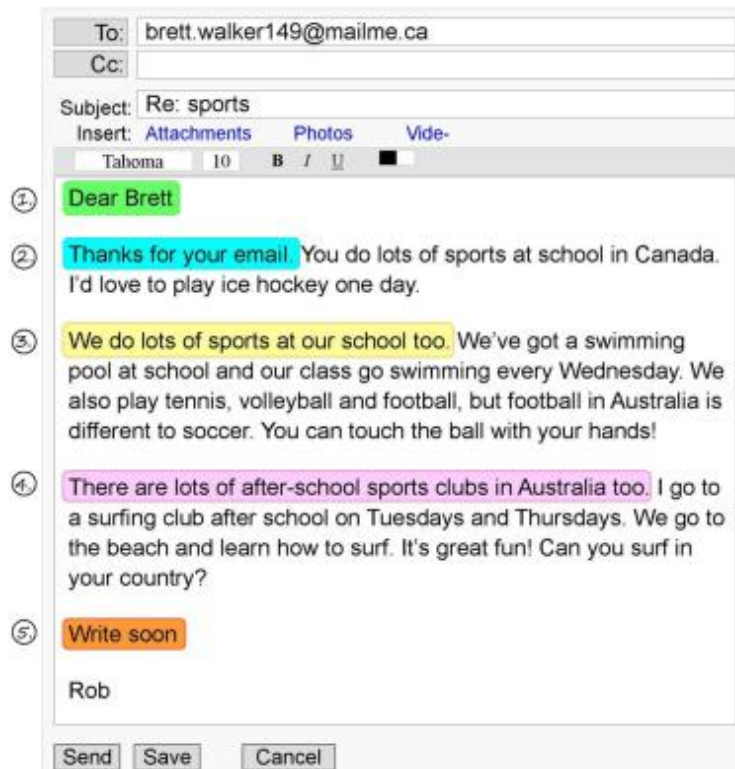 To: brett.walker149@mailme.ca
Cc:
Subject: Re: sports
Insert: Attachments Photos Vide-
Tahoma 10 B I U
1. Dear Brett
2. Thanks for your email. You do lots of sports at school in Canada.
I'd love to play ice hockey one day.
3. We do lots of sports at our school too. We've got a swimming
pool at school and our class go swimming every Wednesday. We
also play tennis, volleyball and football, but football in Australia is
different to soccer. You can touch the ball with your hands!
4. There are lots of after-school sports clubs in Australia too. I go to
a surfing club after school on Tuesdays and Thursdays. We go to
the beach and learn how to surf. It's great fun! Can you surf in
your country?
5. Write soon
Rob
Send Save Cancel